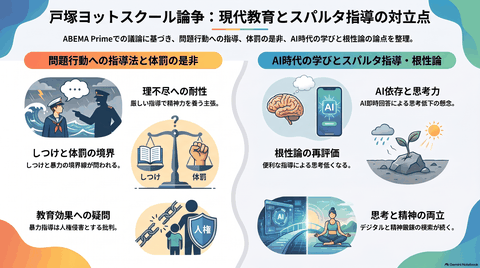 戸塚ヨットスクール論争:現代教育とスパルタ指導の対立点
ABEMA Primeでの議論に基づき、問題行動への指導、体罰の是非、AI時代の学びと根性論の論点を整理。
問題行動への指導法と体罰の是非
理不尽への耐性
厳しい指導で精神力を養う主張。
しつけと体罰の境界
しつけと暴力の境界線が問われる。
しつけ
体罰
教育効果への疑問
暴力指導は人権侵害とする批判。
人権
AI時代の学びとスパルタ指導・根性論
AI
AI依存と思考力
AI即時回答による思考低下の懸念。
根性論の再評価
便利な指導による思考低くなる。
AI
思考と精神の両立
デジタルと精神鍛錬の模索が続く。